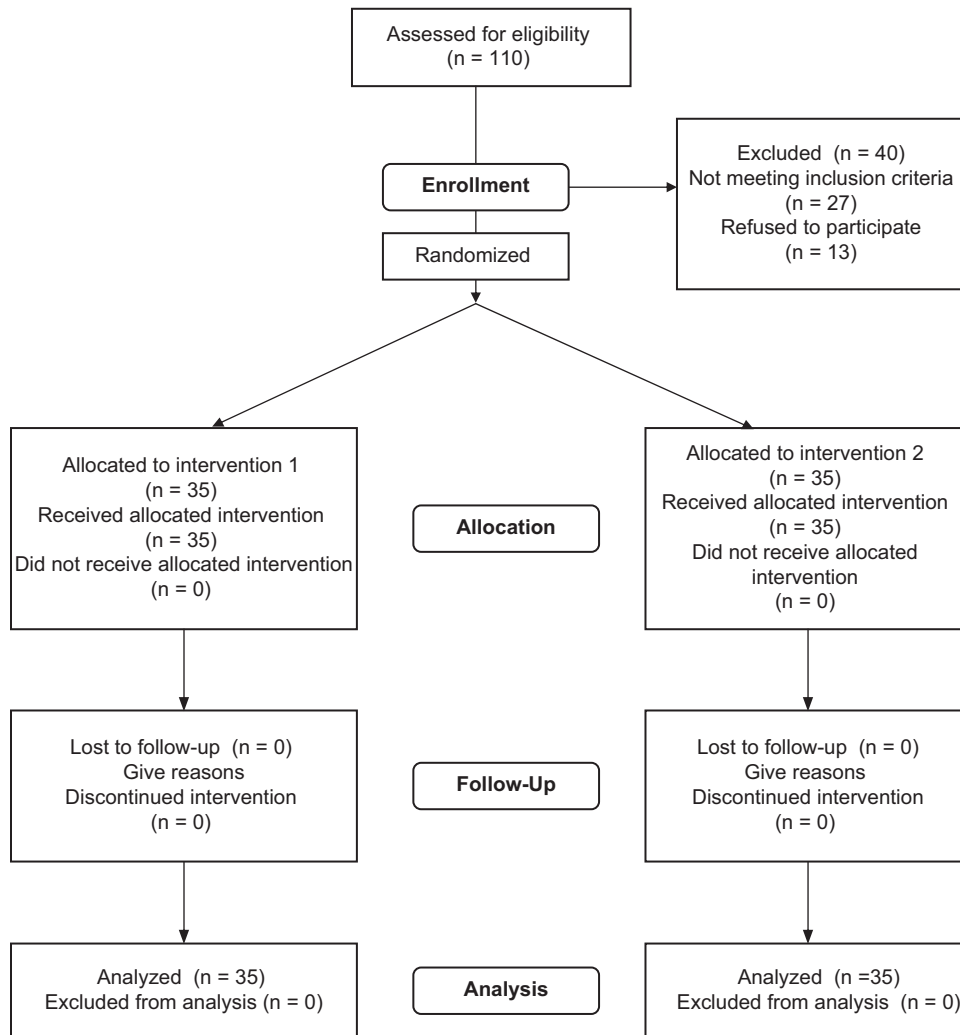 Assessed for eligibility
(n = 110)
Enrollment
Excluded (n = 40)
Not meeting inclusion criteria
(n = 27)
Refused to participate
(n = 13)
Randomized
Allocated to intervention 1
(n = 35)
Received allocated intervention
(n = 35)
Did not receive allocated intervention
(n = 0)
Allocation
Allocated to intervention 2
(n = 35)
Received allocated intervention
(n = 35)
Did not receive allocated
intervention
(n = 0)
Lost to follow-up (n = 0)
Give reasons
Discontinued intervention
(n = 0)
Follow-Up
Lost to follow-up (n = 0)
Give reasons
Discontinued intervention
(n = 0)
Analyzed (n = 35)
Excluded from analysis (n = 0)
Analysis
Analyzed (n =35)
Excluded from analysis (n = 0)